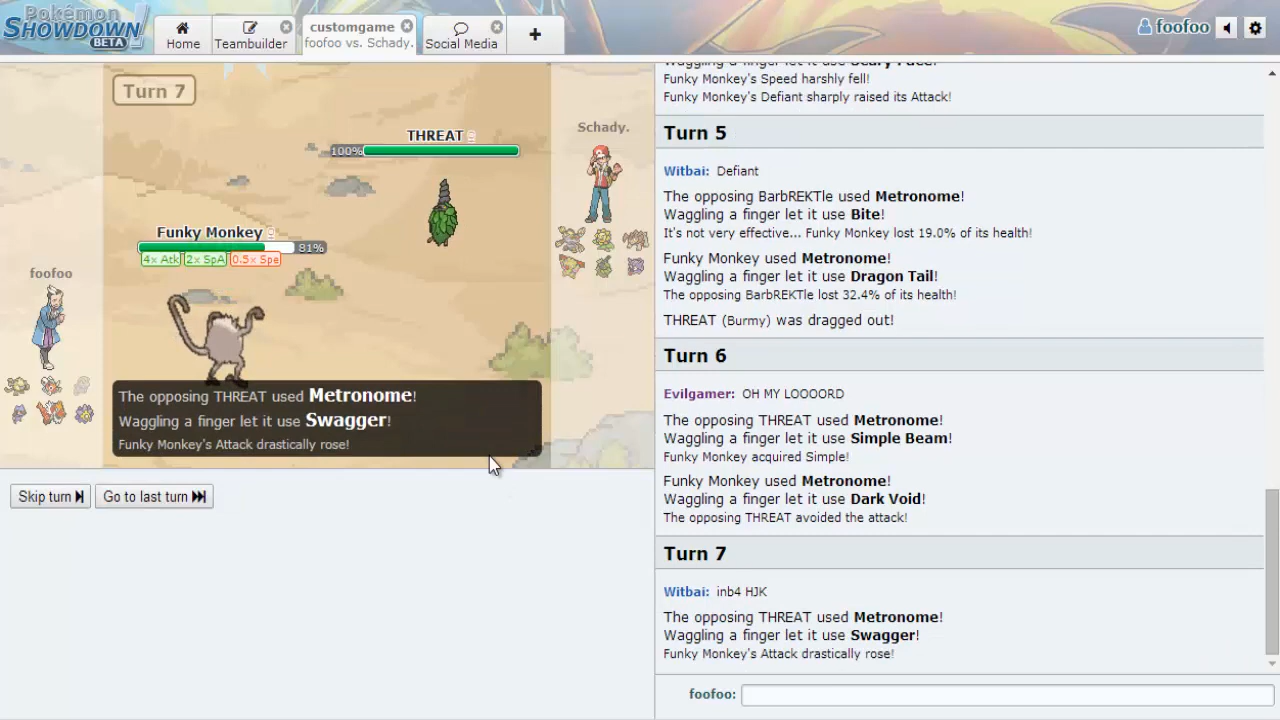 Pokémon
SHOWDOWN!
BETA
Home
Teambuilder
customgame
foofoo vs. Schady.
Social Media
+
foofoo
Turn 7
THREAT
100%
Schady.
Funky Monkey
81%
4x Atk 2x SpA 0.5x Spe
foofoo
The opposing THREAT used Metronome!
Waggling a finger let it use Swagger!
Funky Monkey's Attack drastically rose!
Skip turn
Go to last turn
Waggling a finger let it use Scary Face!
Funky Monkey's Speed harshly fell!
Funky Monkey's Defiant sharply raised its Attack!
Turn 5
Witbai: Defiant
The opposing BarbREKTle used Metronome!
Waggling a finger let it use Bite!
It's not very effective... Funky Monkey lost 19.0% of its health!
Funky Monkey used Metronome!
Waggling a finger let it use Dragon Tail!
The opposing BarbREKTle lost 32.4% of its health!
THREAT (Burmy) was dragged out!
Turn 6
Evilgamer: OH MY LOOOORD
The opposing THREAT used Metronome!
Waggling a finger let it use Simple Beam!
Funky Monkey acquired Simple!
Funky Monkey used Metronome!
Waggling a finger let it use Dark Void!
The opposing THREAT avoided the attack!
Turn 7
Witbai: inb4 HJK
The opposing THREAT used Metronome!
Waggling a finger let it use Swagger!
Funky Monkey's Attack drastically rose!
foofoo: